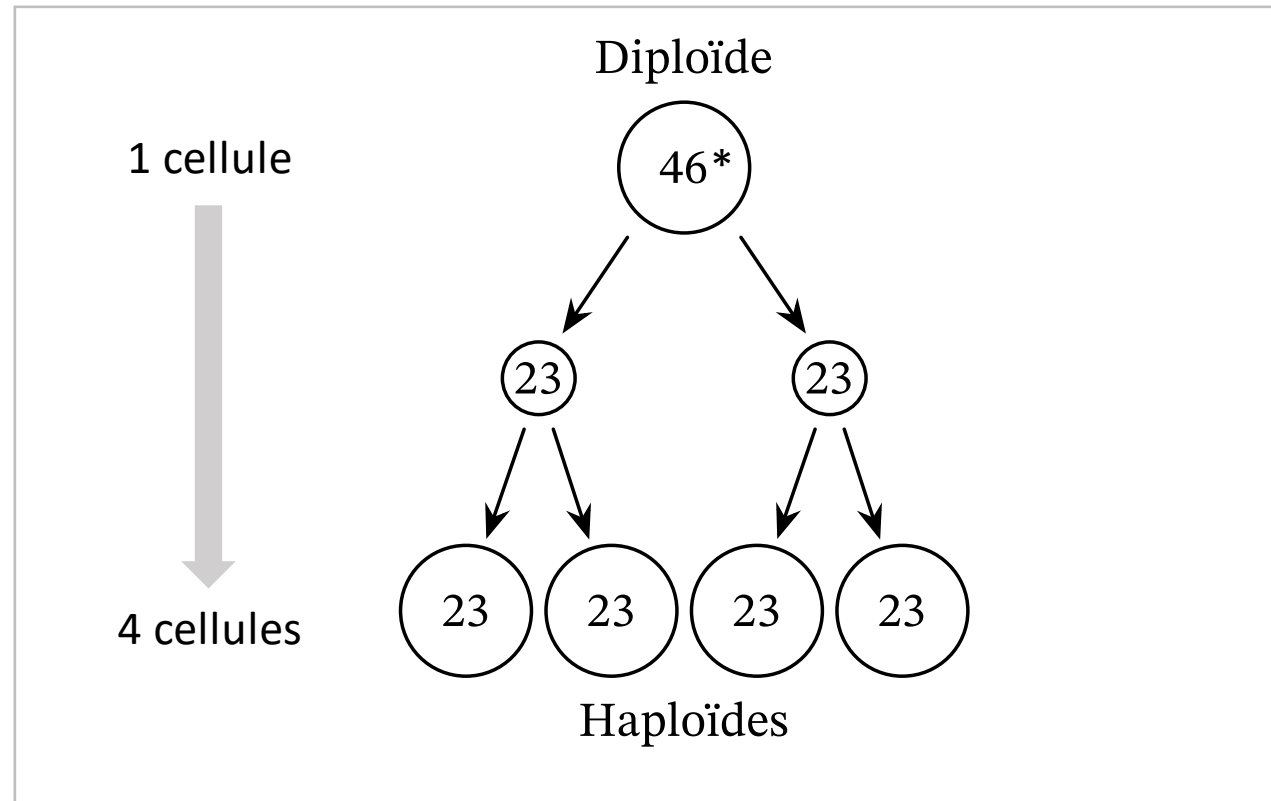 Diploïde
1 cellule
46*
23 23
23 23 23 23
4 cellules
Haploïdes